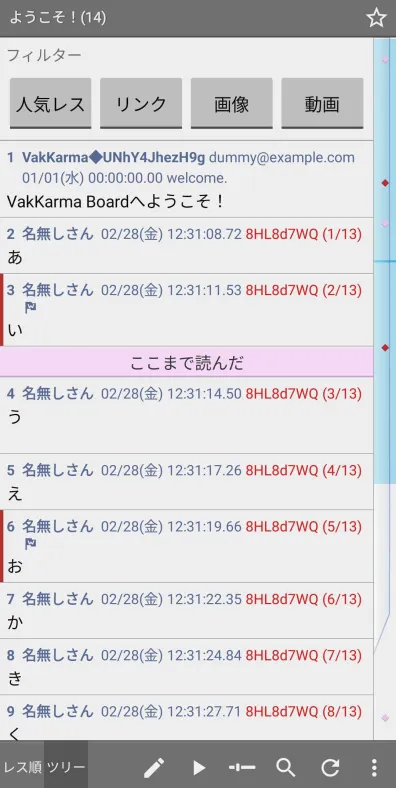 ようこそ！(14)
フィルター
人気レス リンク 画像 動画
1 VakKarma◆UNhY4JhezH9g dummy@example.com
01/01(水) 00:00:00.00 welcome.
VakKarma Boardへようこそ！
2 名無しさん 02/28(金) 12:31:08.72 8HL8d7WQ (1/13)
あ
3 名無しさん 02/28(金) 12:31:11.53 8HL8d7WQ (2/13)
い
ここまで読んだ
4 名無しさん 02/28(金) 12:31:14.50 8HL8d7WQ (3/13)
う
5 名無しさん 02/28(金) 12:31:17.26 8HL8d7WQ (4/13)
え
6 名無しさん 02/28(金) 12:31:19.66 8HL8d7WQ (5/13)
お
7 名無しさん 02/28(金) 12:31:22.35 8HL8d7WQ (6/13)
か
8 名無しさん 02/28(金) 12:31:24.84 8HL8d7WQ (7/13)
き
9 名無しさん 02/28(金) 12:31:27.71 8HL8d7WQ (8/13)
く
レス順 ツリー